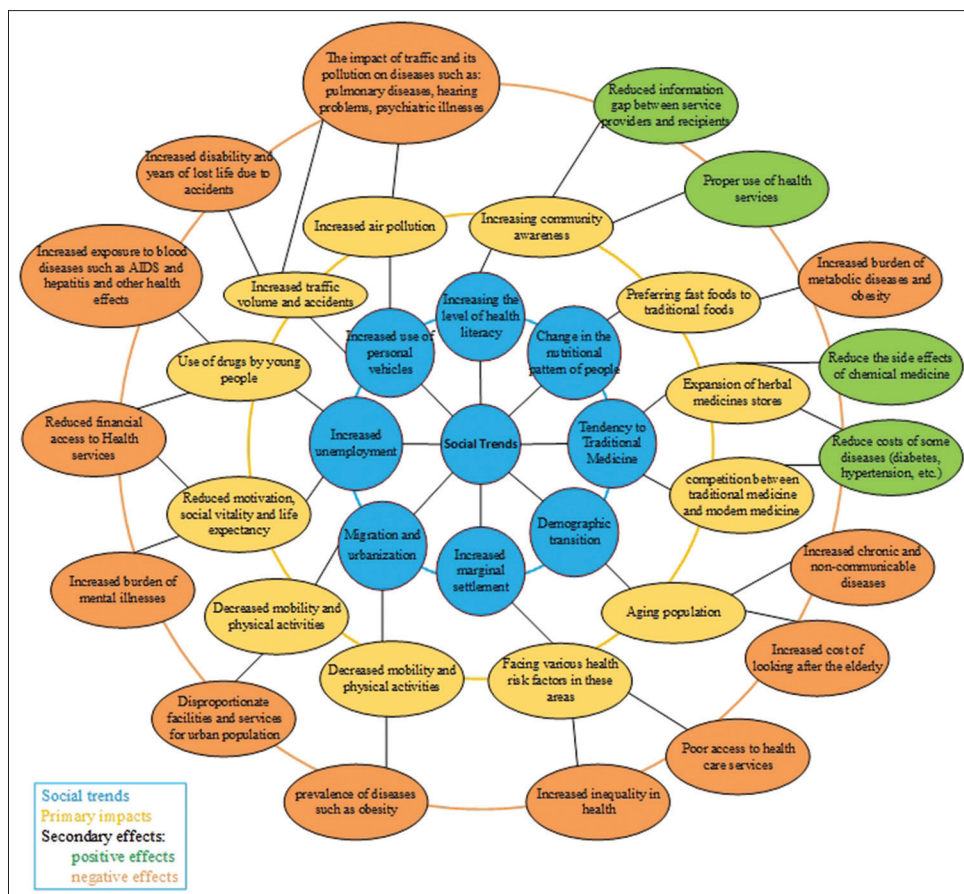 The impact of traffic and its
pollution on diseases such as:
pulmonary diseases, hearing
problems, psychiatric illnesses
Reduced information
gap between service
providers and recipients
Increased disability and
years of lost life due to
accidents
Proper use of health
services
Increased air pollution
Increasing community
awareness
Increased exposure to blood
diseases such as AIDS and
hepatitis and other health
effects
Increased traffic
volume and accidents
Increasing the
level of health
literacy
Preferring fast foods to
traditional foods
Increased burden of
metabolic diseases and
obesity
Increased use of
personal
vehicles
Change in the
nutritional
pattern of people
Use of drugs by young
people
Expansion of herbal
medicines stores
Reduce the side effects
of chemical medicine
Reduced financial
access to Health
services
Increased
unemployment
Social Trends
Tendency to
Traditional
Medicine
Reduce costs of some
diseases (diabetes,
hypertension, etc.)
Reduced motivation,
social vitality and life
expectancy
competition between
traditional medicine
and modern medicine
Migration and
urbanization
Increased
marginal
settlement
Demographic
transition
Increased chronic and
non-communicable
diseases
Increased burden of
mental illnesses
Decreased mobility and
physical activities
Aging population
Decreased mobility and
physical activities
Facing various health
risk factors in these
areas
Increased cost of
looking after the elderly
Disproportionate
facilities and services
for urban population
Poor access to health
care services
prevalence of diseases
such as obesity
Increased inequality in
health
Social trends
Primary impacts
Secondary effects:
positive effects
negative effects